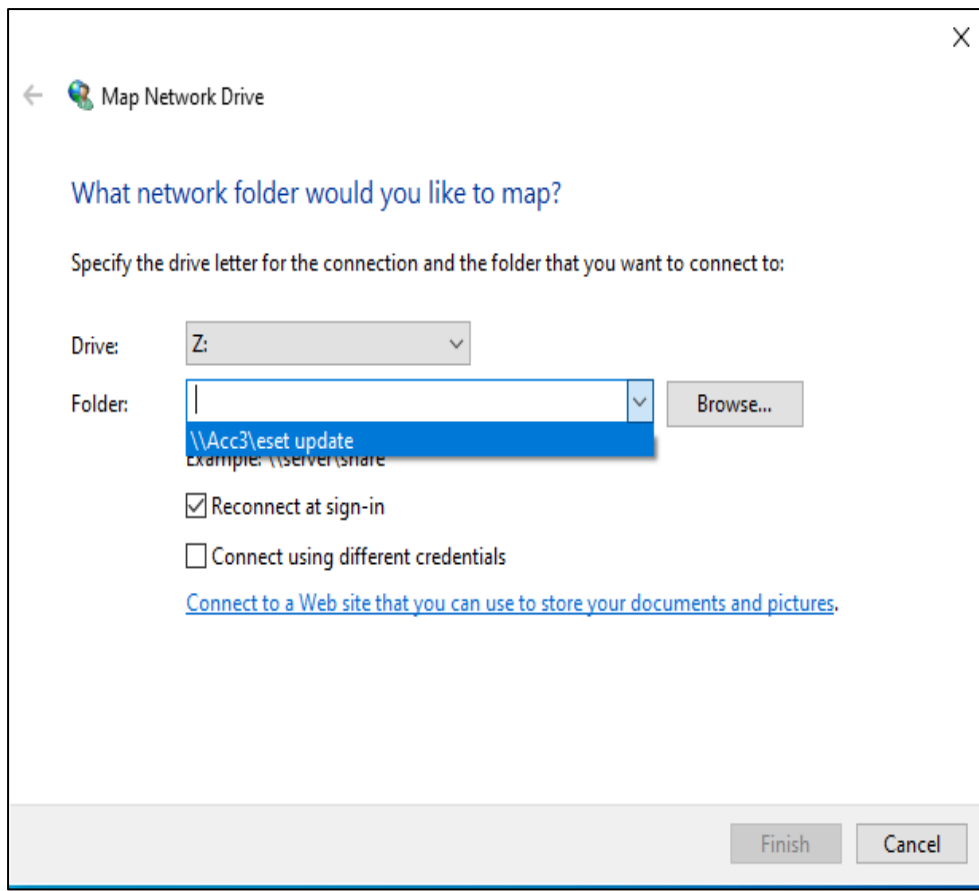 Map Network Drive
What network folder would you like to map?
Specify the drive letter for the connection and the folder that you want to connect to:
Drive: Z:
Folder: Browse...
\\Acc3\eset update
Example: \\server\share
Reconnect at sign-in
Connect using different credentials
Connect to a Web site that you can use to store your documents and pictures.
Finish Cancel